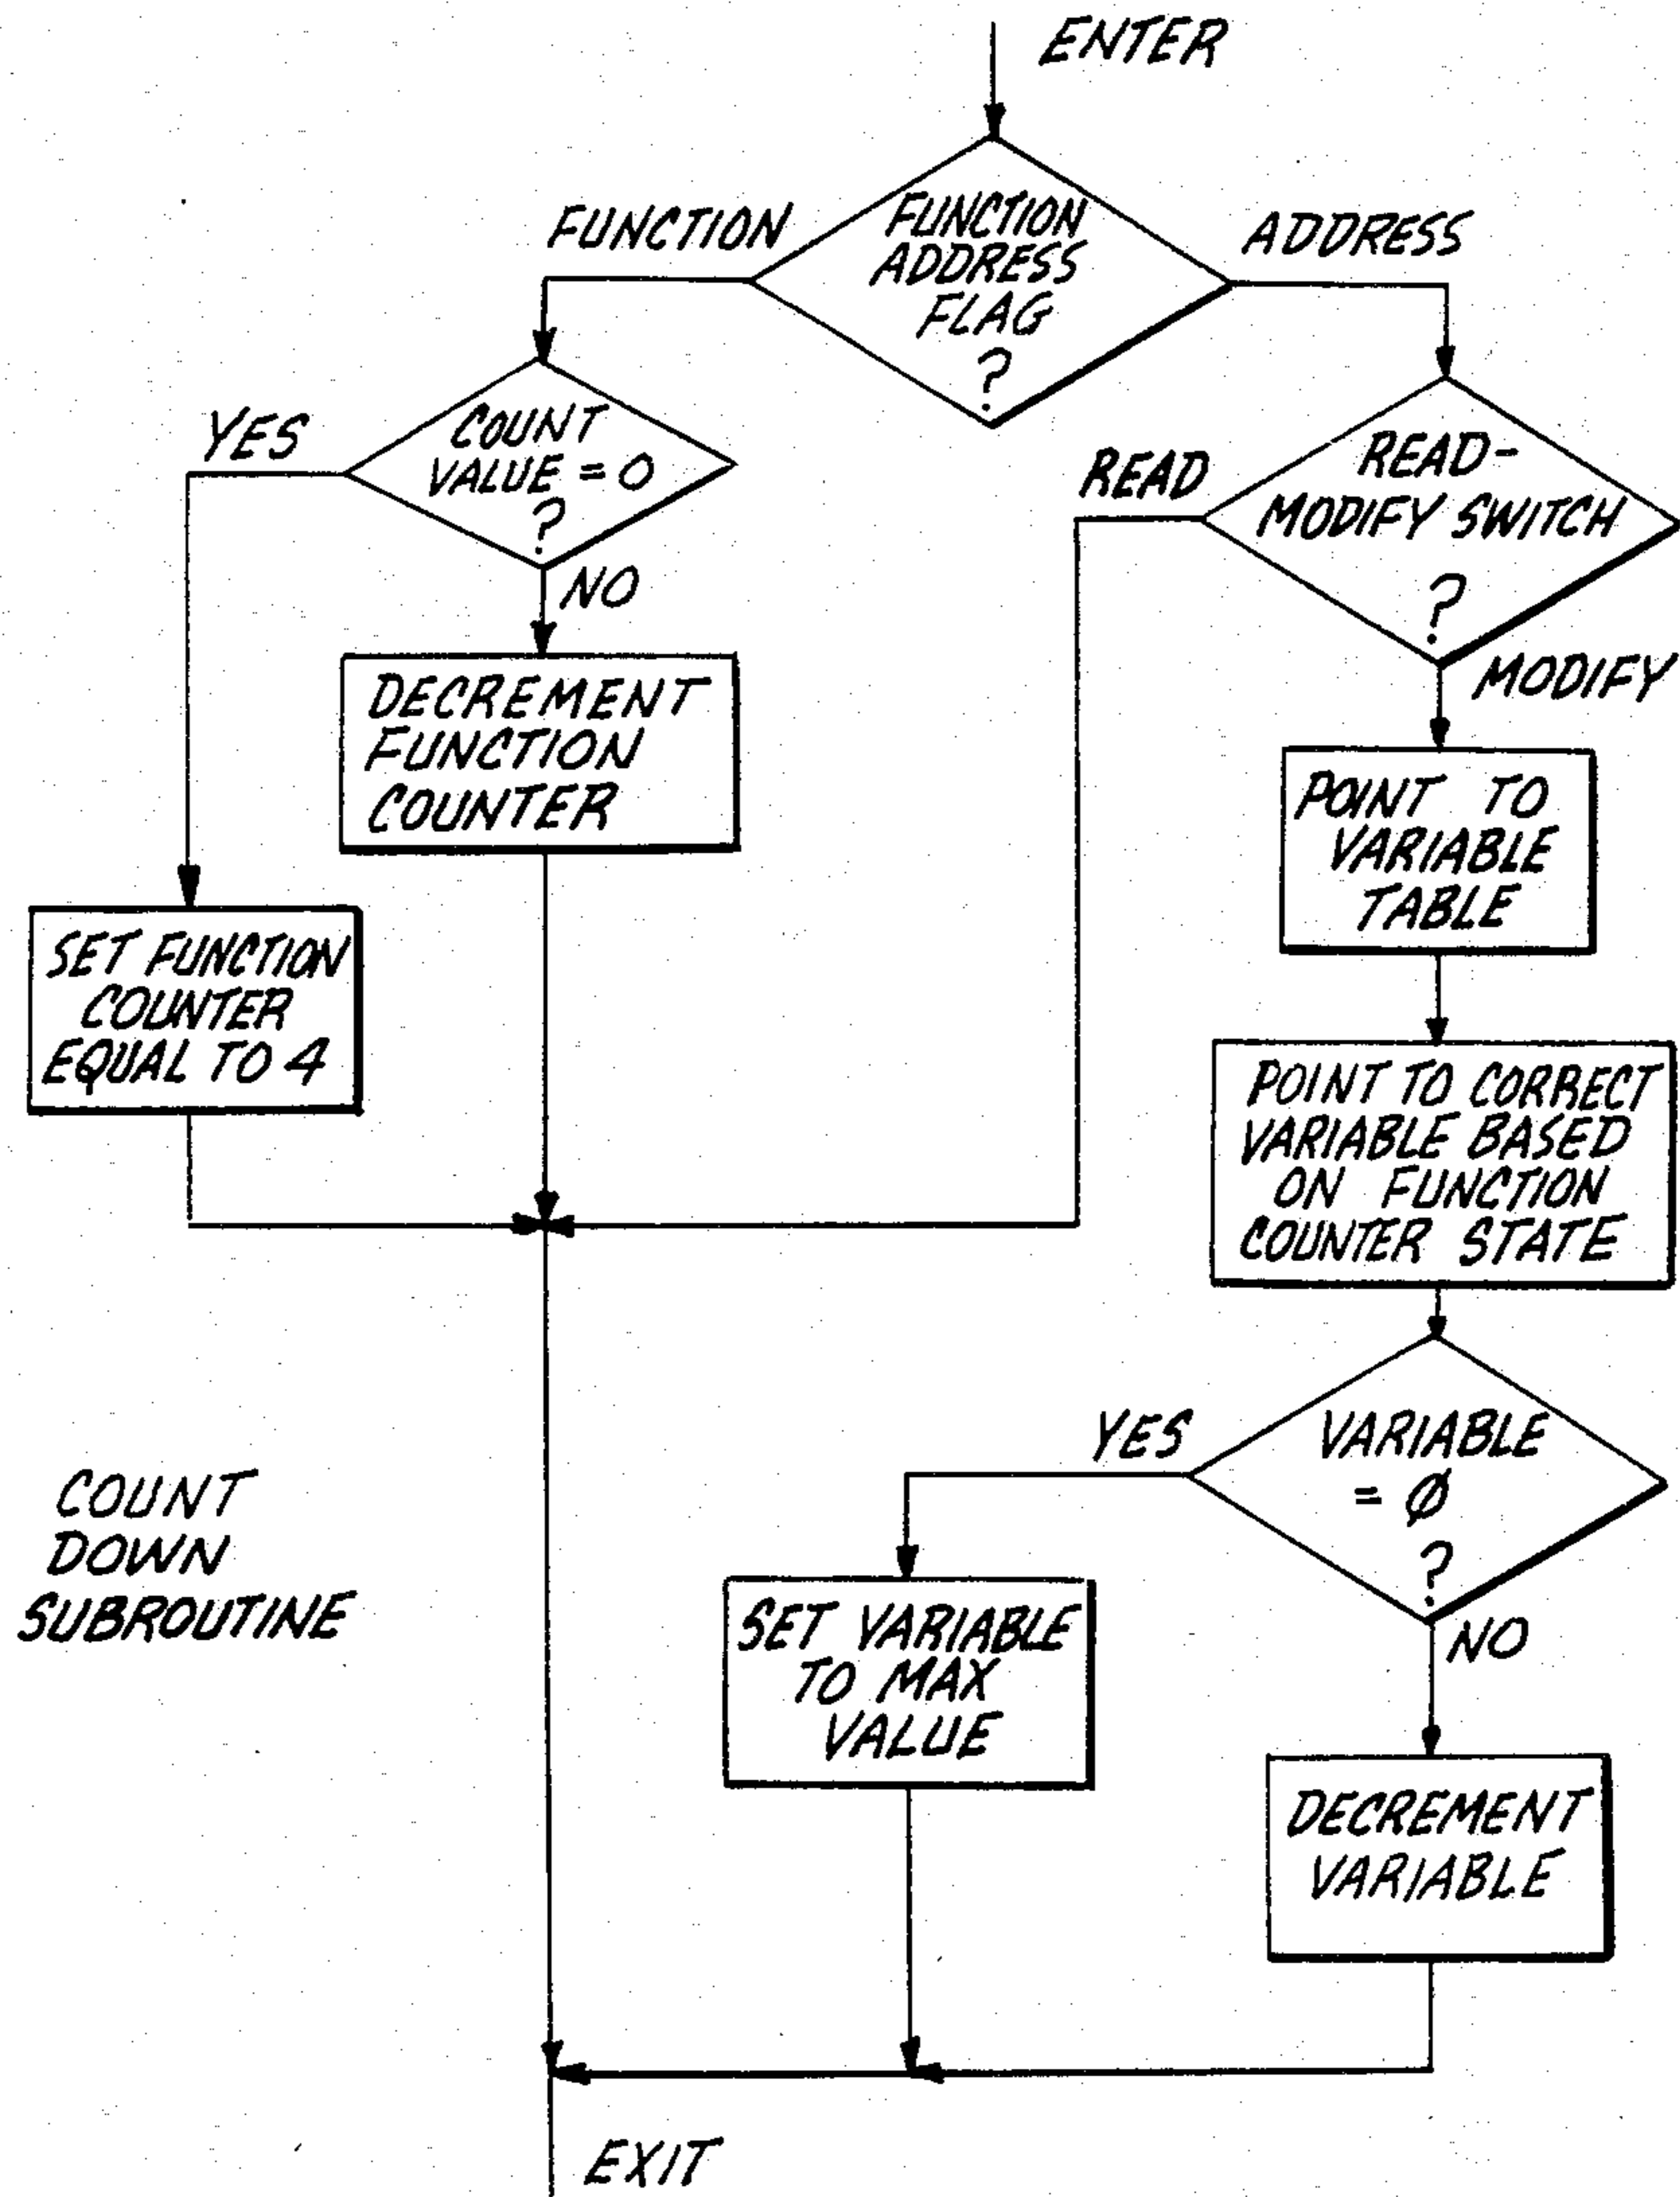 ENTER
FUNCTION
ADDRESS
FLAG
?
FUNCTION
ADDRESS
COUNT
VALUE = 0
?
YES
NO
READ-
MODIFY SWITCH
?
READ
MODIFY
DECREMENT
FUNCTION
COUNTER
SET FUNCTION
COUNTER
EQUAL TO 4
POINT TO
VARIABLE
TABLE
POINT TO CORRECT
VARIABLE BASED
ON FUNCTION
COUNTER STATE
VARIABLE
= Ø
?
YES
NO
SET VARIABLE
TO MAX
VALUE
DECREMENT
VARIABLE
COUNT
DOWN
SUBROUTINE
EXIT